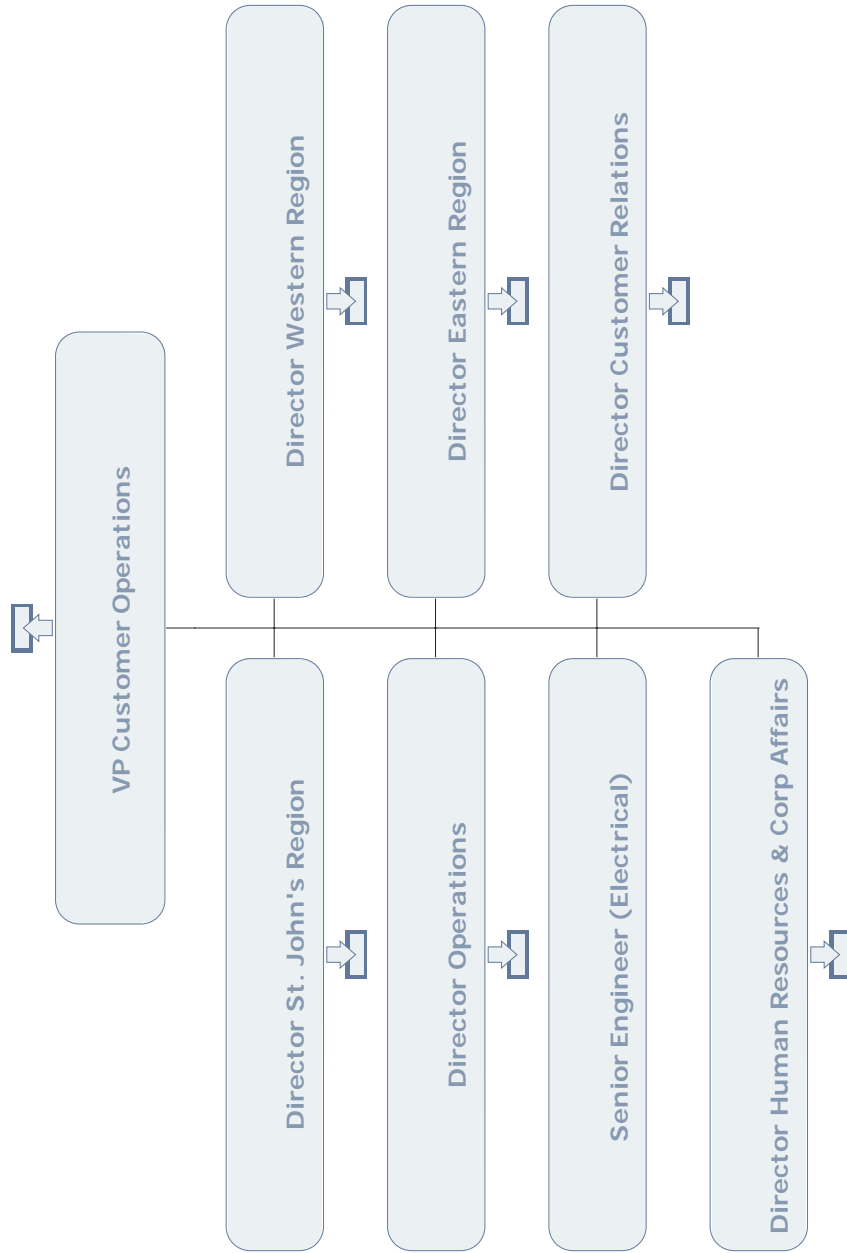 VP Customer Operations
Director St. John's Region
Director Western Region
Director Operations
Director Eastern Region
Senior Engineer (Electrical)
Director Customer Relations
Director Human Resources & Corp Affairs